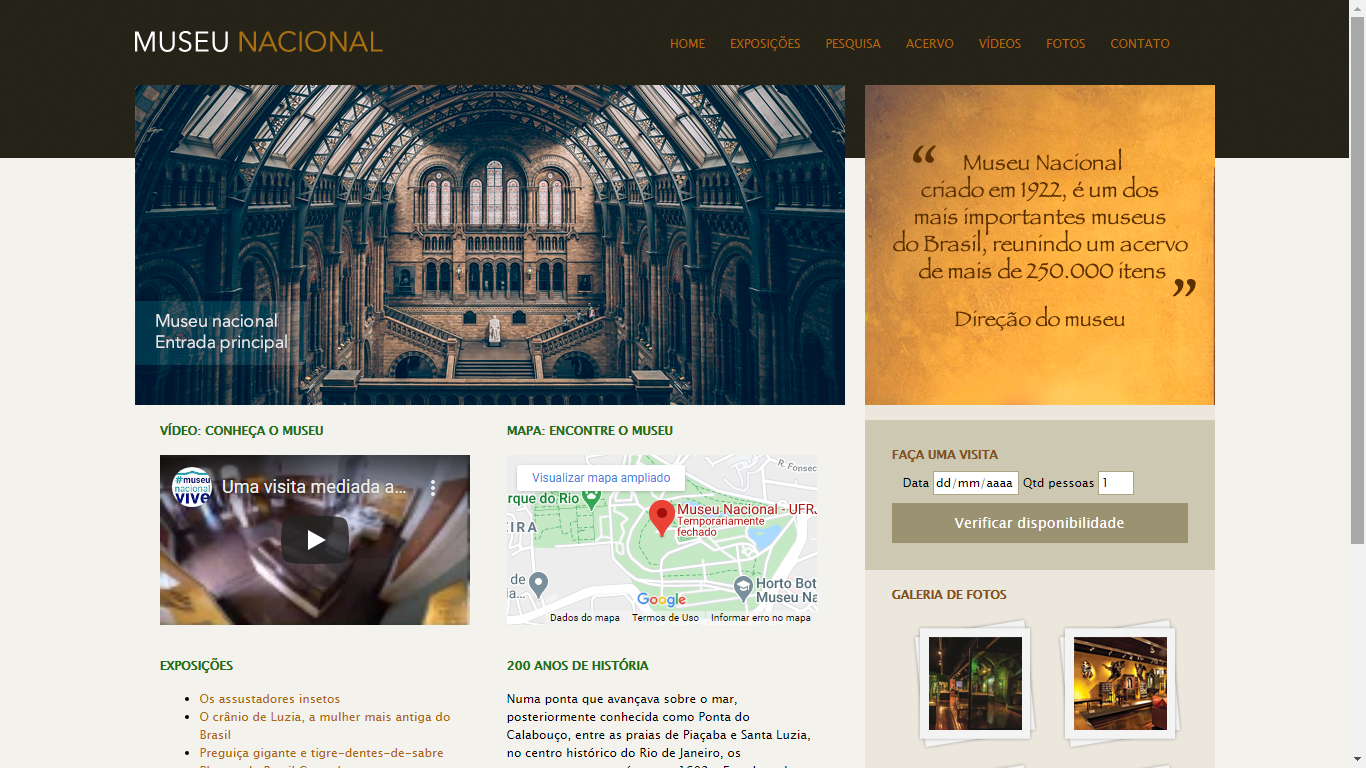 MUSEU NACIONAL
HOME EXPOSIÇÕES PESQUISA ACERVO VÍDEOS FOTOS CONTATO
Museu nacional
Entrada principal
“ Museu Nacional
criado em 1922, é um dos
mais importantes museus
do Brasil, reunindo um acervo
de mais de 250.000 itens ”
Direção do museu
VÍDEO: CONHEÇA O MUSEU
#museu
nacional
vive
Uma visita mediada a...
MAPA: ENCONTRE O MUSEU
Visualizar mapa ampliado
R. Fonsec
rque do Rio
EIRA
Museu Nacional - UFRJ
Temporariamente
fechado
de
ia...
Horto Bot
Museu Na
Google
Dados do mapa Termos de Uso Informar erro no mapa
FAÇA UMA VISITA
Data dd/mm/aaaa Qtd pessoas 1
Verificar disponibilidade
GALERIA DE FOTOS
EXPOSIÇÕES
• Os assustadores insetos
• O crânio de Luzia, a mulher mais antiga do
Brasil
• Preguiça gigante e tigre-dentes-de-sabre
200 ANOS DE HISTÓRIA
Numa ponta que avançava sobre o mar,
posteriormente conhecida como Ponta do
Calabouço, entre as praias de Piaçaba e Santa Luzia,
no centro histórico do Rio de Janeiro, os